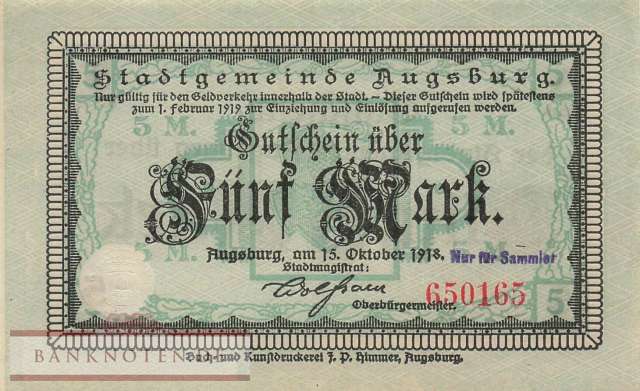 Stadtgemeinde Augsburg.
Nur gültig für den Geldverkehr innerhalb der Stadt. — Dieser Gutschein wird spätestens
zum 1. Februar 1919 zur Einziehung und Einlösung aufgerufen werden.
5 M. 5 M.
Gutschein über
Fünf Mark.
Augsburg, am 15. Oktober 1918. Nur für Sammler
Stadtmagistrat:
650165
Oberbürgermeister.
5
BANKNOTEN
Buch- und Kunstdruckerei J. P. Himmer, Augsburg.